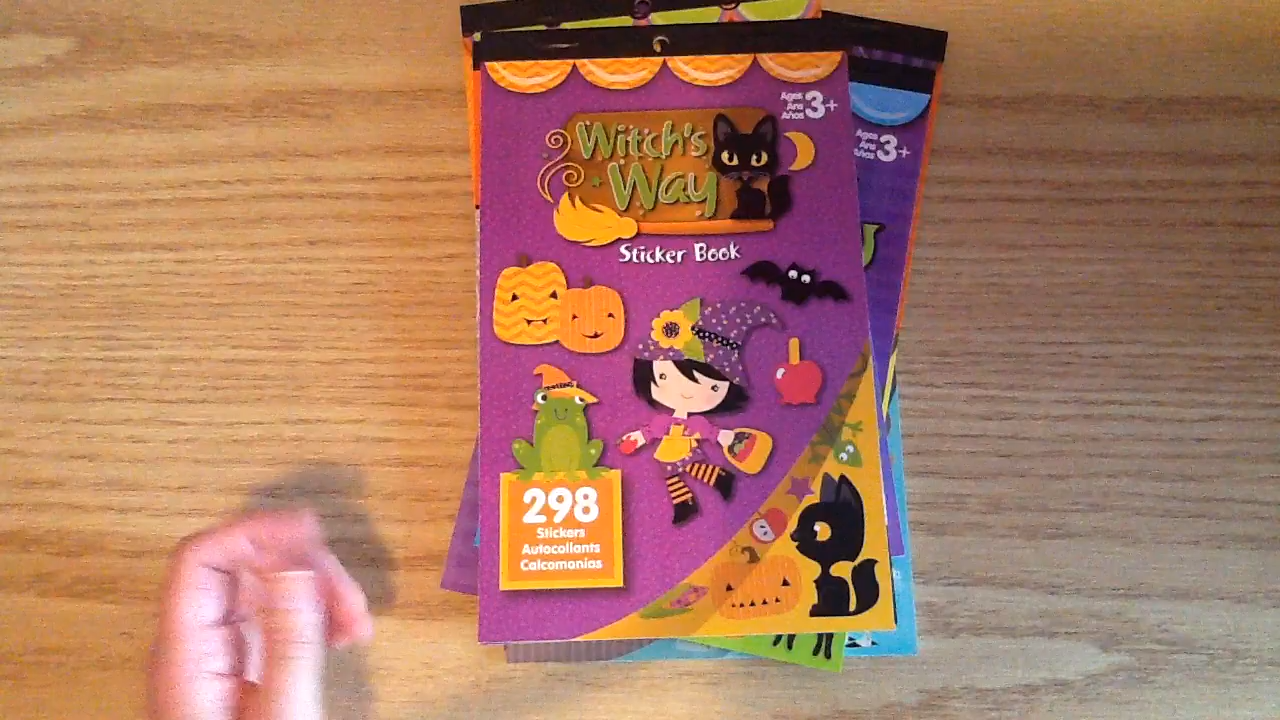 Witch's
Way
Sticker Book
Ages
Ans
Años
3+
298
Stickers
Autocollants
Calcomanías
Ages
Ans
Años
3+